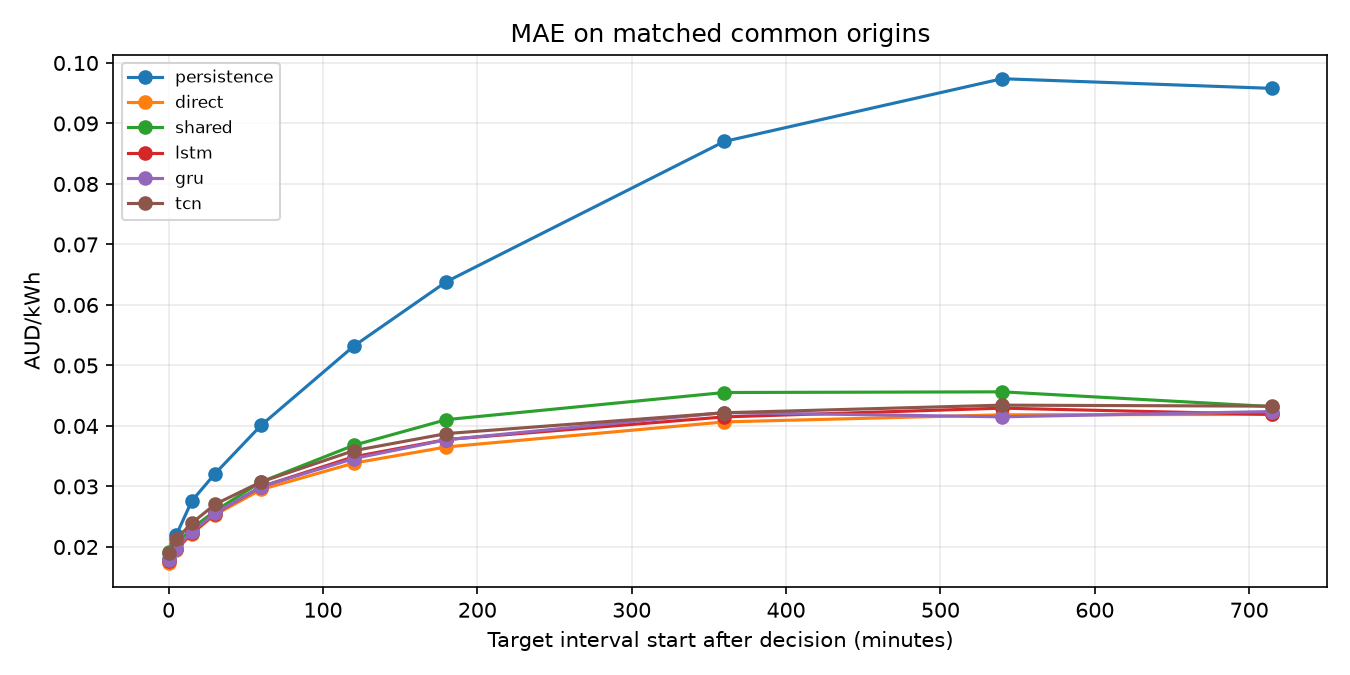 MAE on matched common origins
persistence
direct
shared
lstm
gru
tcn
0.10
0.09
0.08
0.07
0.06
0.05
0.04
0.03
0.02
AUD/kWh
0 100 200 300 400 500 600 700
Target interval start after decision (minutes)